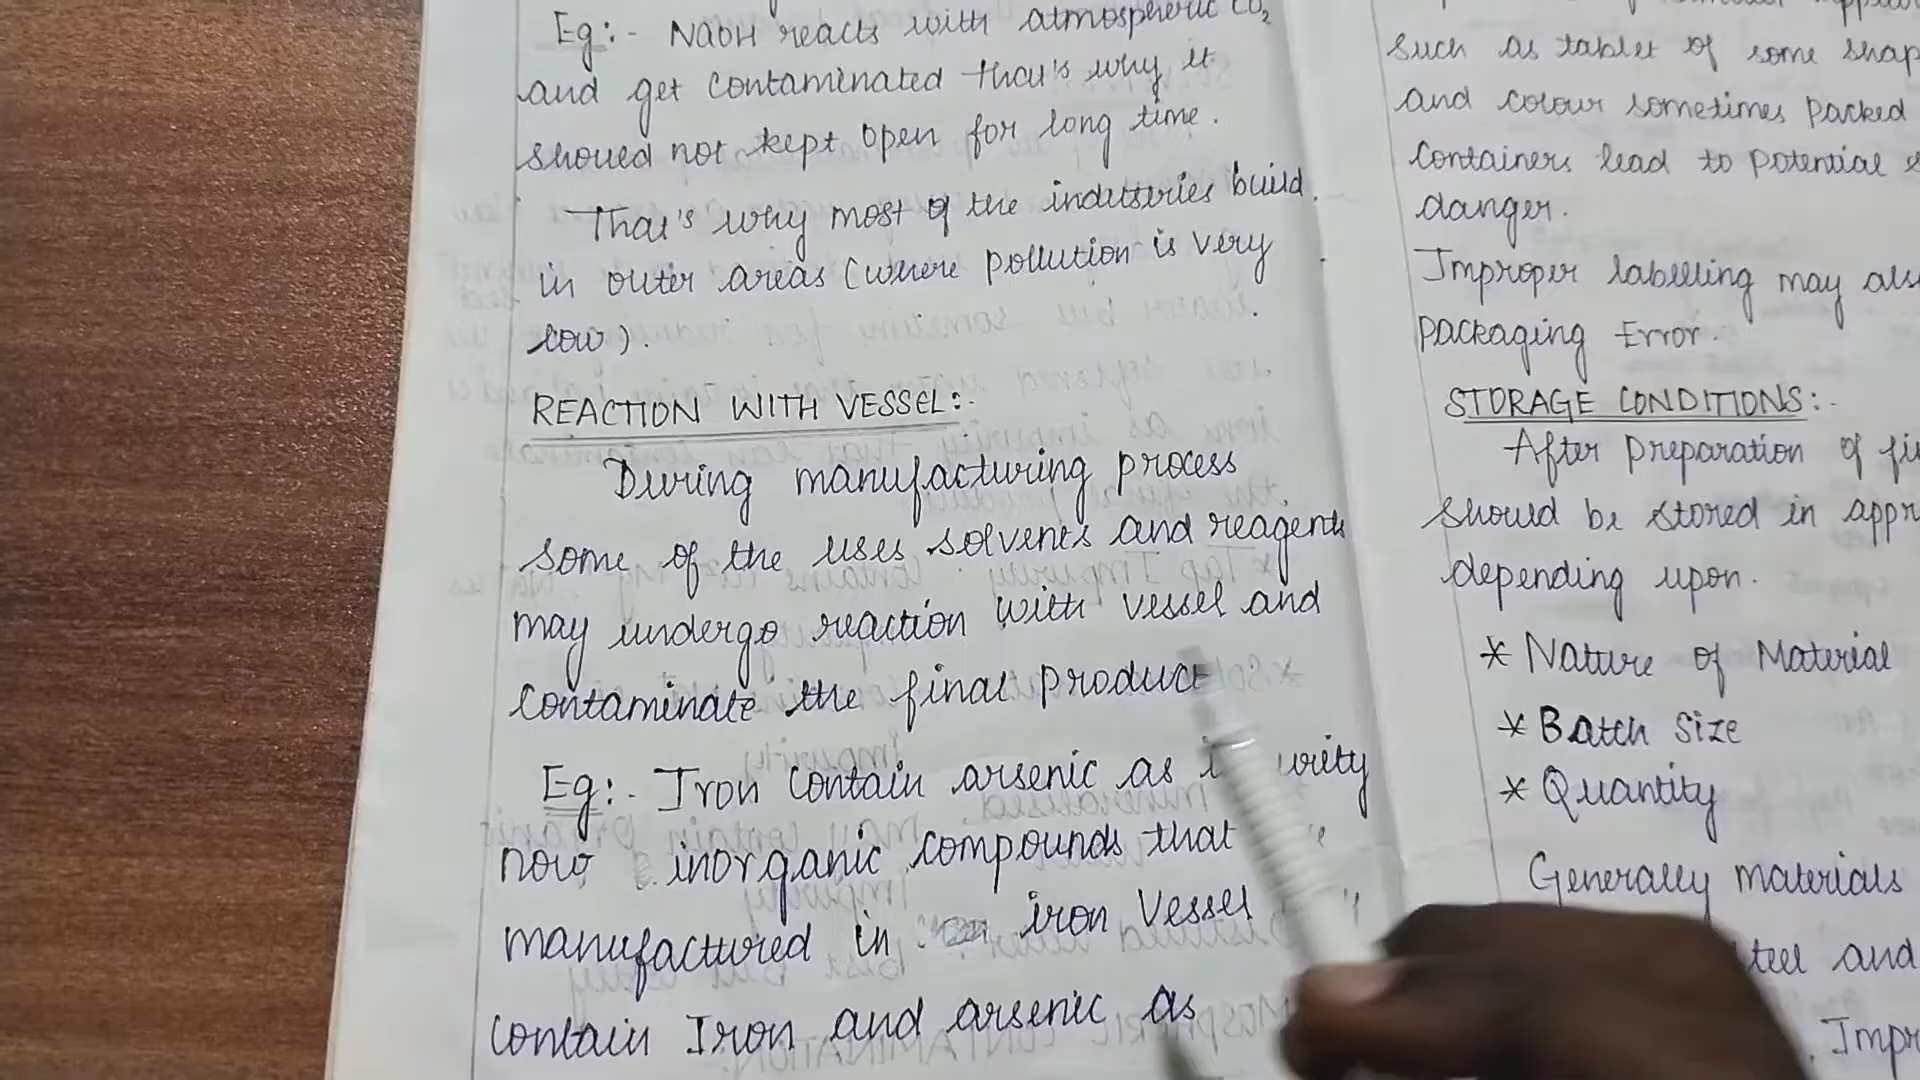 Eg:- NaOH reacts with atmospheric CO2
and get contaminated that's why it
should not kept open for long time.
That's why most of the industries build
in outer areas (where pollution is very
low).
REACTION WITH VESSEL:-
During manufacturing process
some of the uses solvents and reagents
may undergo reaction with vessel and
contaminate the final product
Eg:- Iron contain arsenic as
now inorganic compounds that
manufactured in iron vessel
contain Iron and arsenic as
such as tablet of some
and colour sometimes packed
containers lead to potential
danger.
Improper labelling may
packaging Error.
STORAGE CONDITIONS:-
After preparation of
should be stored in
depending upon.
* Nature of Material
* Batch Size
* Quantity
Generally materials
and